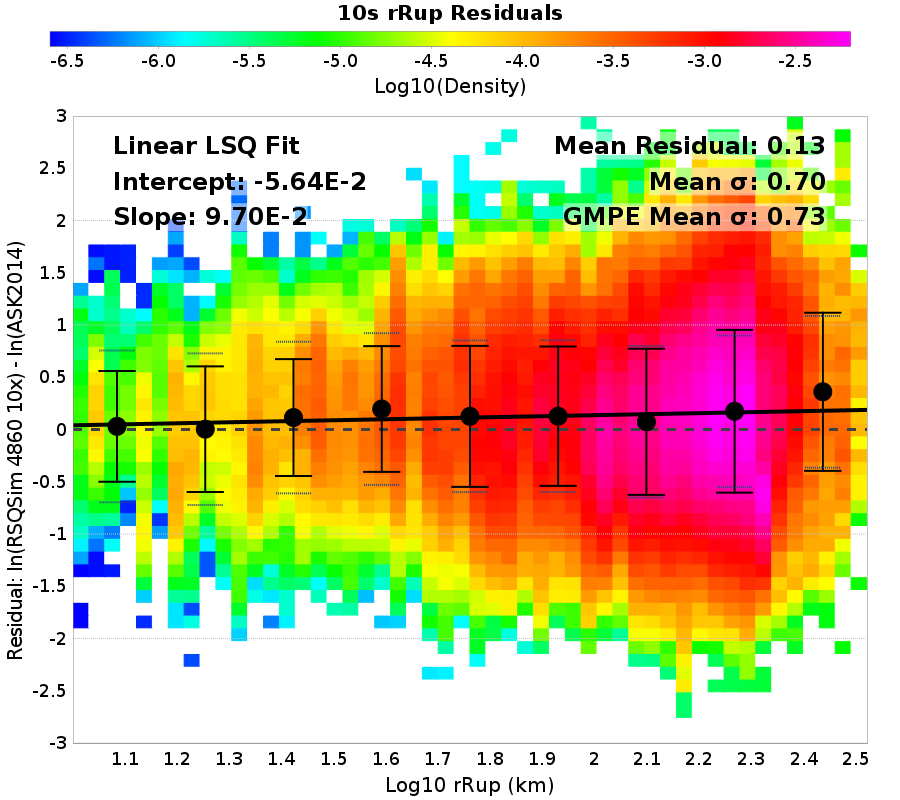 10s rRup Residuals
-6.5 -6.0 -5.5 -5.0 -4.5 -4.0 -3.5 -3.0 -2.5
Log10(Density)
Linear LSQ Fit
Intercept: -5.64E-2
Slope: 9.70E-2
Mean Residual: 0.13
Mean σ: 0.70
GMPE Mean σ: 0.73
Residual: ln(RSQSim 4860 10x) - ln(ASK2014)
3
2.5
2
1.5
1
0.5
0
-0.5
-1
-1.5
-2
-2.5
-3
1.1 1.2 1.3 1.4 1.5 1.6 1.7 1.8 1.9 2 2.1 2.2 2.3 2.4 2.5
Log10 rRup (km)